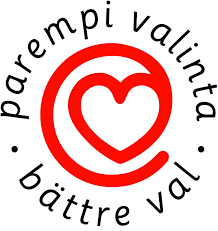 parempi valinta
• bättre val •